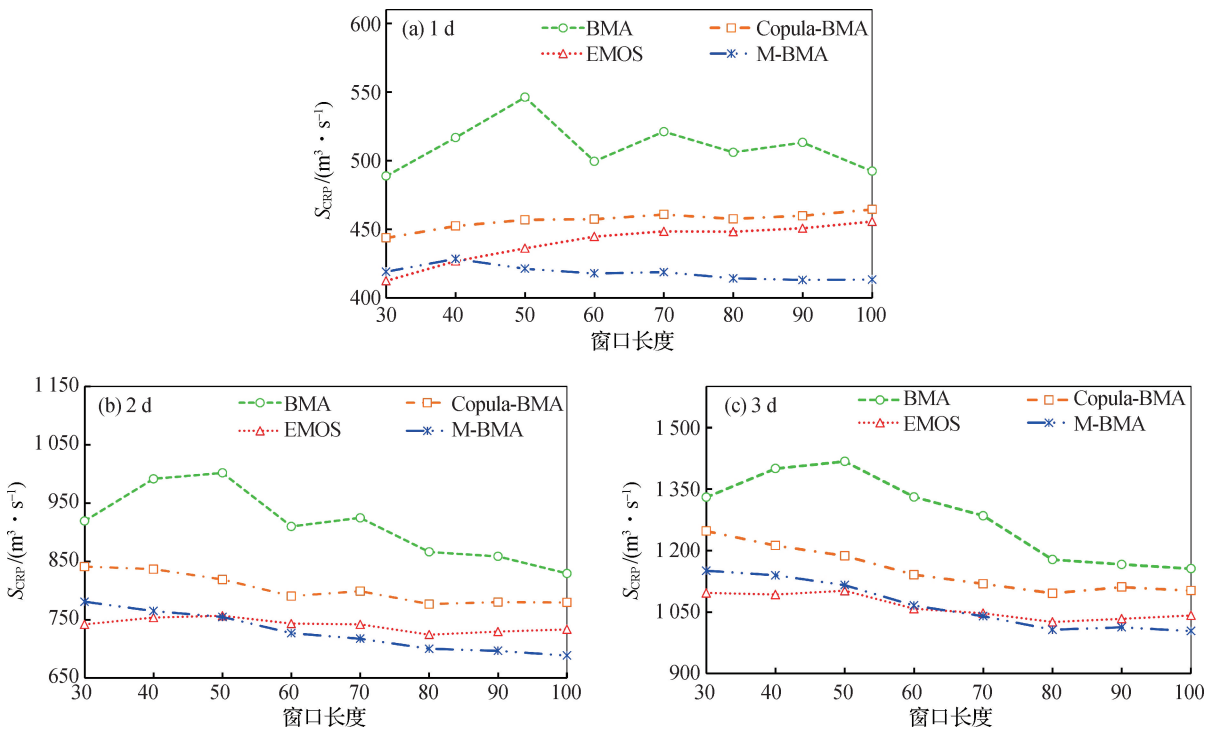 (a) 1 d
BMA
Copula-BMA
EMOS
M-BMA
600
550
500
450
400
S_CRP/(m³·s⁻¹)
30 40 50 60 70 80 90 100
窗口长度
(b) 2 d
BMA
Copula-BMA
EMOS
M-BMA
1 150
1 050
950
850
750
650
S_CRP/(m³·s⁻¹)
30 40 50 60 70 80 90 100
窗口长度
(c) 3 d
BMA
Copula-BMA
EMOS
M-BMA
1 500
1 350
1 200
1 050
900
S_CRP/(m³·s⁻¹)
30 40 50 60 70 80 90 100
窗口长度